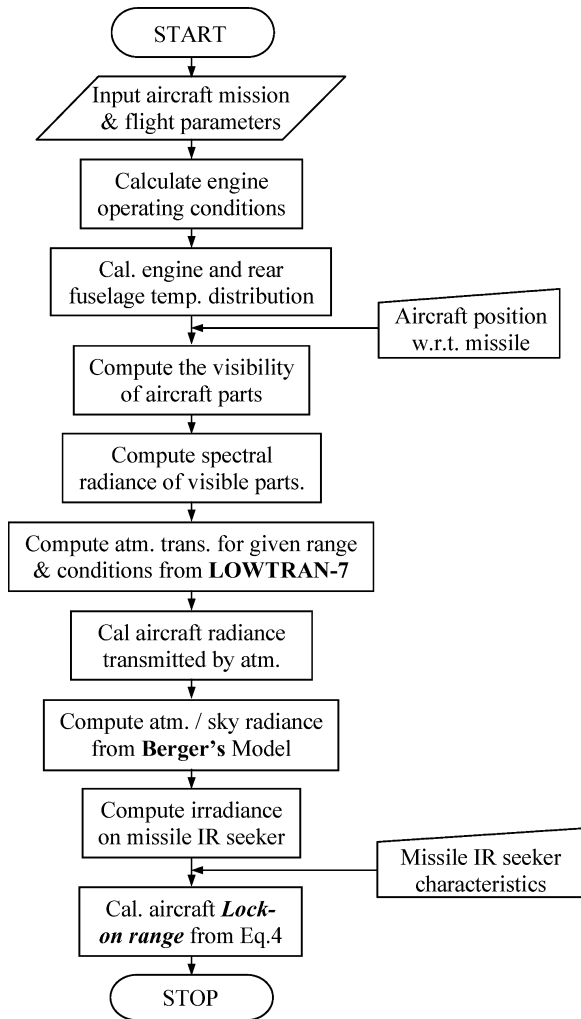 START
Input aircraft mission
& flight parameters
Calculate engine
operating conditions
Cal. engine and rear
fuselage temp. distribution
Aircraft position
w.r.t. missile
Compute the visibility
of aircraft parts
Compute spectral
radiance of visible parts.
Compute atm. trans. for given range
& conditions from LOWTRAN-7
Cal aircraft radiance
transmitted by atm.
Compute atm. / sky radiance
from Berger’s Model
Compute irradiance
on missile IR seeker
Missile IR seeker
characteristics
Cal. aircraft Lock-
on range from Eq.4
STOP